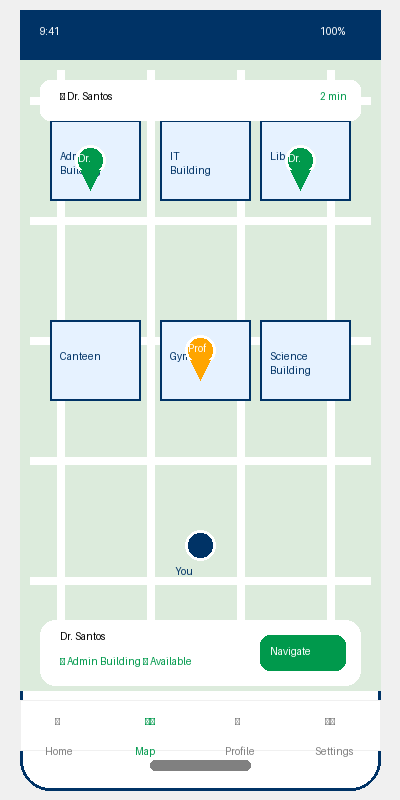 9:41 100%
Dr. Santos 2 min
Dr.
IT
Building
Dr.
Canteen
Prof
Science
Building
You
Dr. Santos
Admin Building Available
Navigate
Home Map Profile Settings